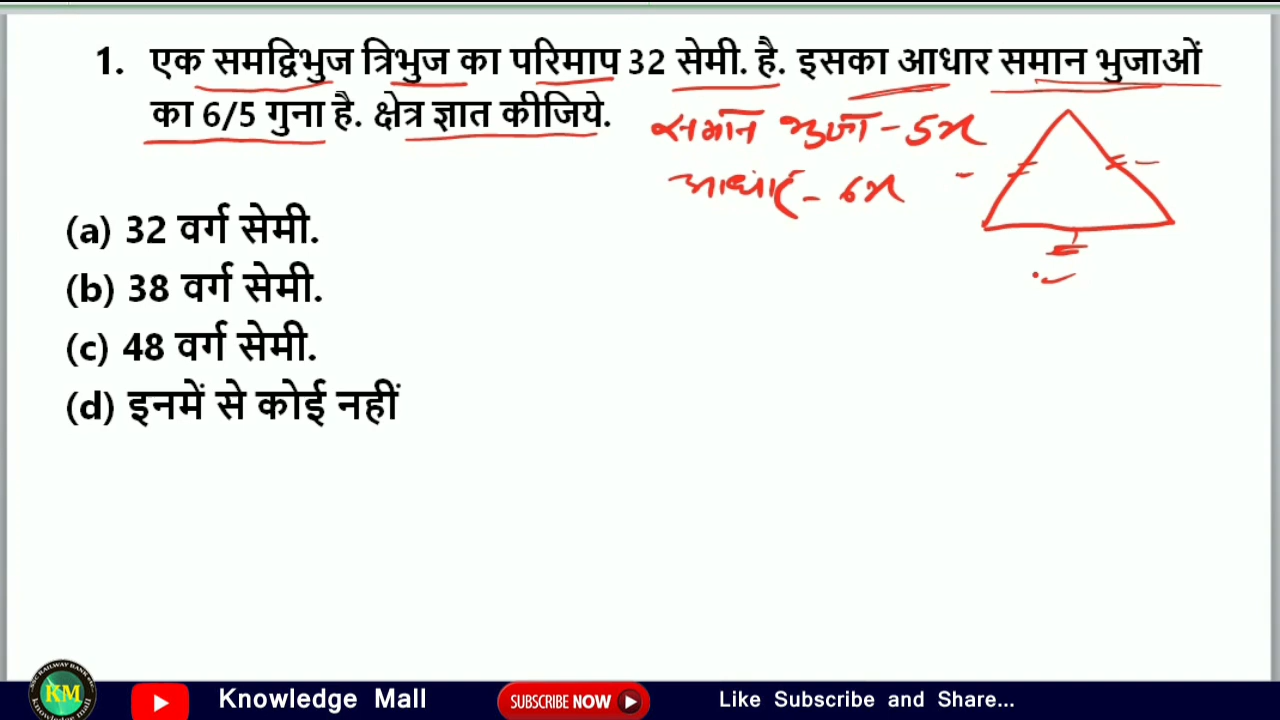 1. एक समद्विभुज त्रिभुज का परिमाप 32 सेमी. है. इसका आधार समान भुजाओं
का 6/5 गुना है. क्षेत्र ज्ञात कीजिये.
समान भुजा - 5x
आधार - 6x
(a) 32 वर्ग सेमी.
(b) 38 वर्ग सेमी.
(c) 48 वर्ग सेमी.
(d) इनमें से कोई नहीं
KM
Knowledge Mall
SUBSCRIBE NOW
Like Subscribe and Share...